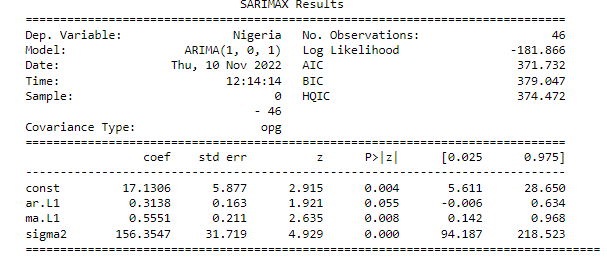 SARIMAX Results
==============================================================================
Dep. Variable:                Nigeria   No. Observations:                   46
Model:                 ARIMA(1, 0, 1)   Log Likelihood                -181.866
Date:                Thu, 10 Nov 2022   AIC                            371.732
Time:                        12:14:14   BIC                            379.047
Sample:                             0   HQIC                           374.472
- 46
Covariance Type:                  opg
==============================================================================
coef    std err          z      P>|z|      [0.025      0.975]
------------------------------------------------------------------------------
const         17.1306      5.877      2.915      0.004       5.611      28.650
ar.L1          0.3138      0.163      1.921      0.055      -0.006       0.634
ma.L1          0.5551      0.211      2.635      0.008       0.142       0.968
sigma2       156.3547     31.719      4.929      0.000      94.187     218.523
===================================================================================